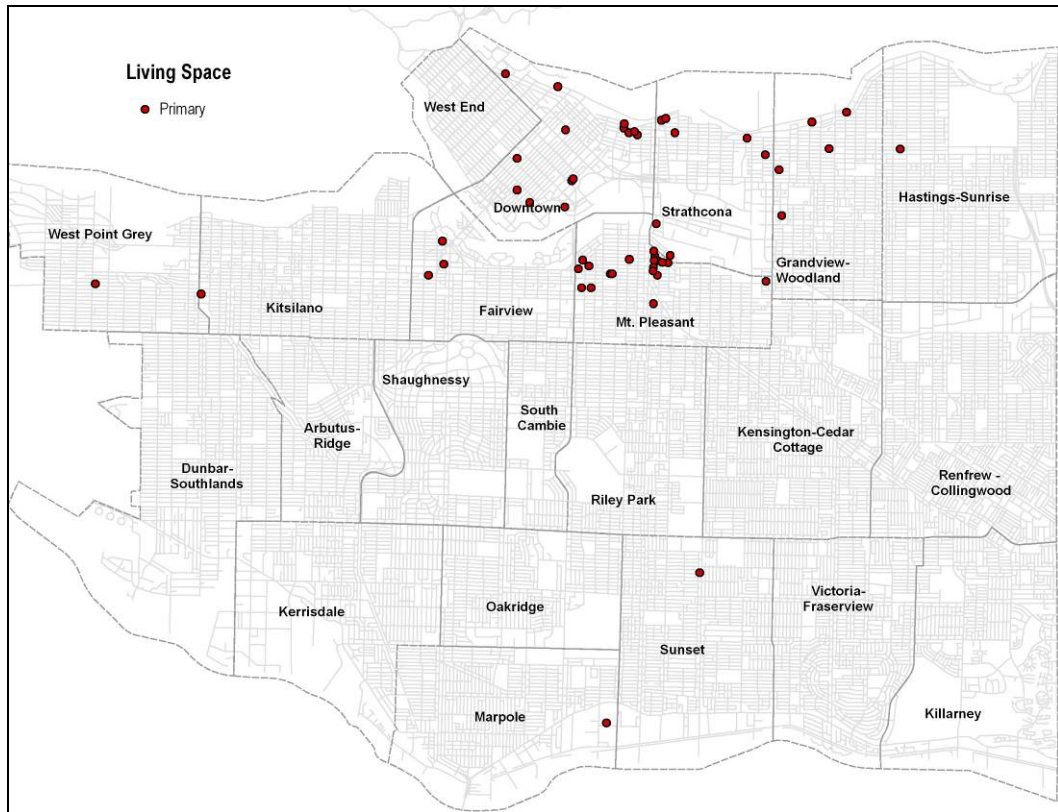 Living Space
Primary
West End
Downtown
Strathcona
Hastings-Sunrise
West Point Grey
Grandview-
Woodland
Kitsilano
Fairview
Mt. Pleasant
Shaughnessy
South
Cambie
Arbutus-
Ridge
Kensington-Cedar
Cottage
Dunbar-
Southlands
Renfrew -
Collingwood
Riley Park
Kerrisdale
Oakridge
Victoria-
Fraserview
Sunset
Marpole
Killarney